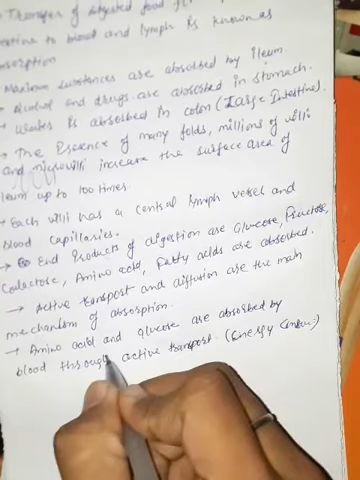 Transfer of digested food
intestine to blood and lymph is known as
absorption
Maximum substances are absorbed by ileum.
→ Alcohol and drugs are absorbed in stomach.
→ Water is absorbed in colon (Large Intestine).
→ The Presence of many folds, millions of villi
and microvilli increase the surface area of
ileum up to 100 times.
→ Each villi has a central lymph vessel and
blood capillaries.
→ End Products of digestion are Glucose, Fructose,
Galactose, Amino acid, Fatty acids are absorbed.
→ Active transport and diffusion are the main
mechanism of absorption.
→ Amino acid and glucose are absorbed by
blood through active transport. (Energy